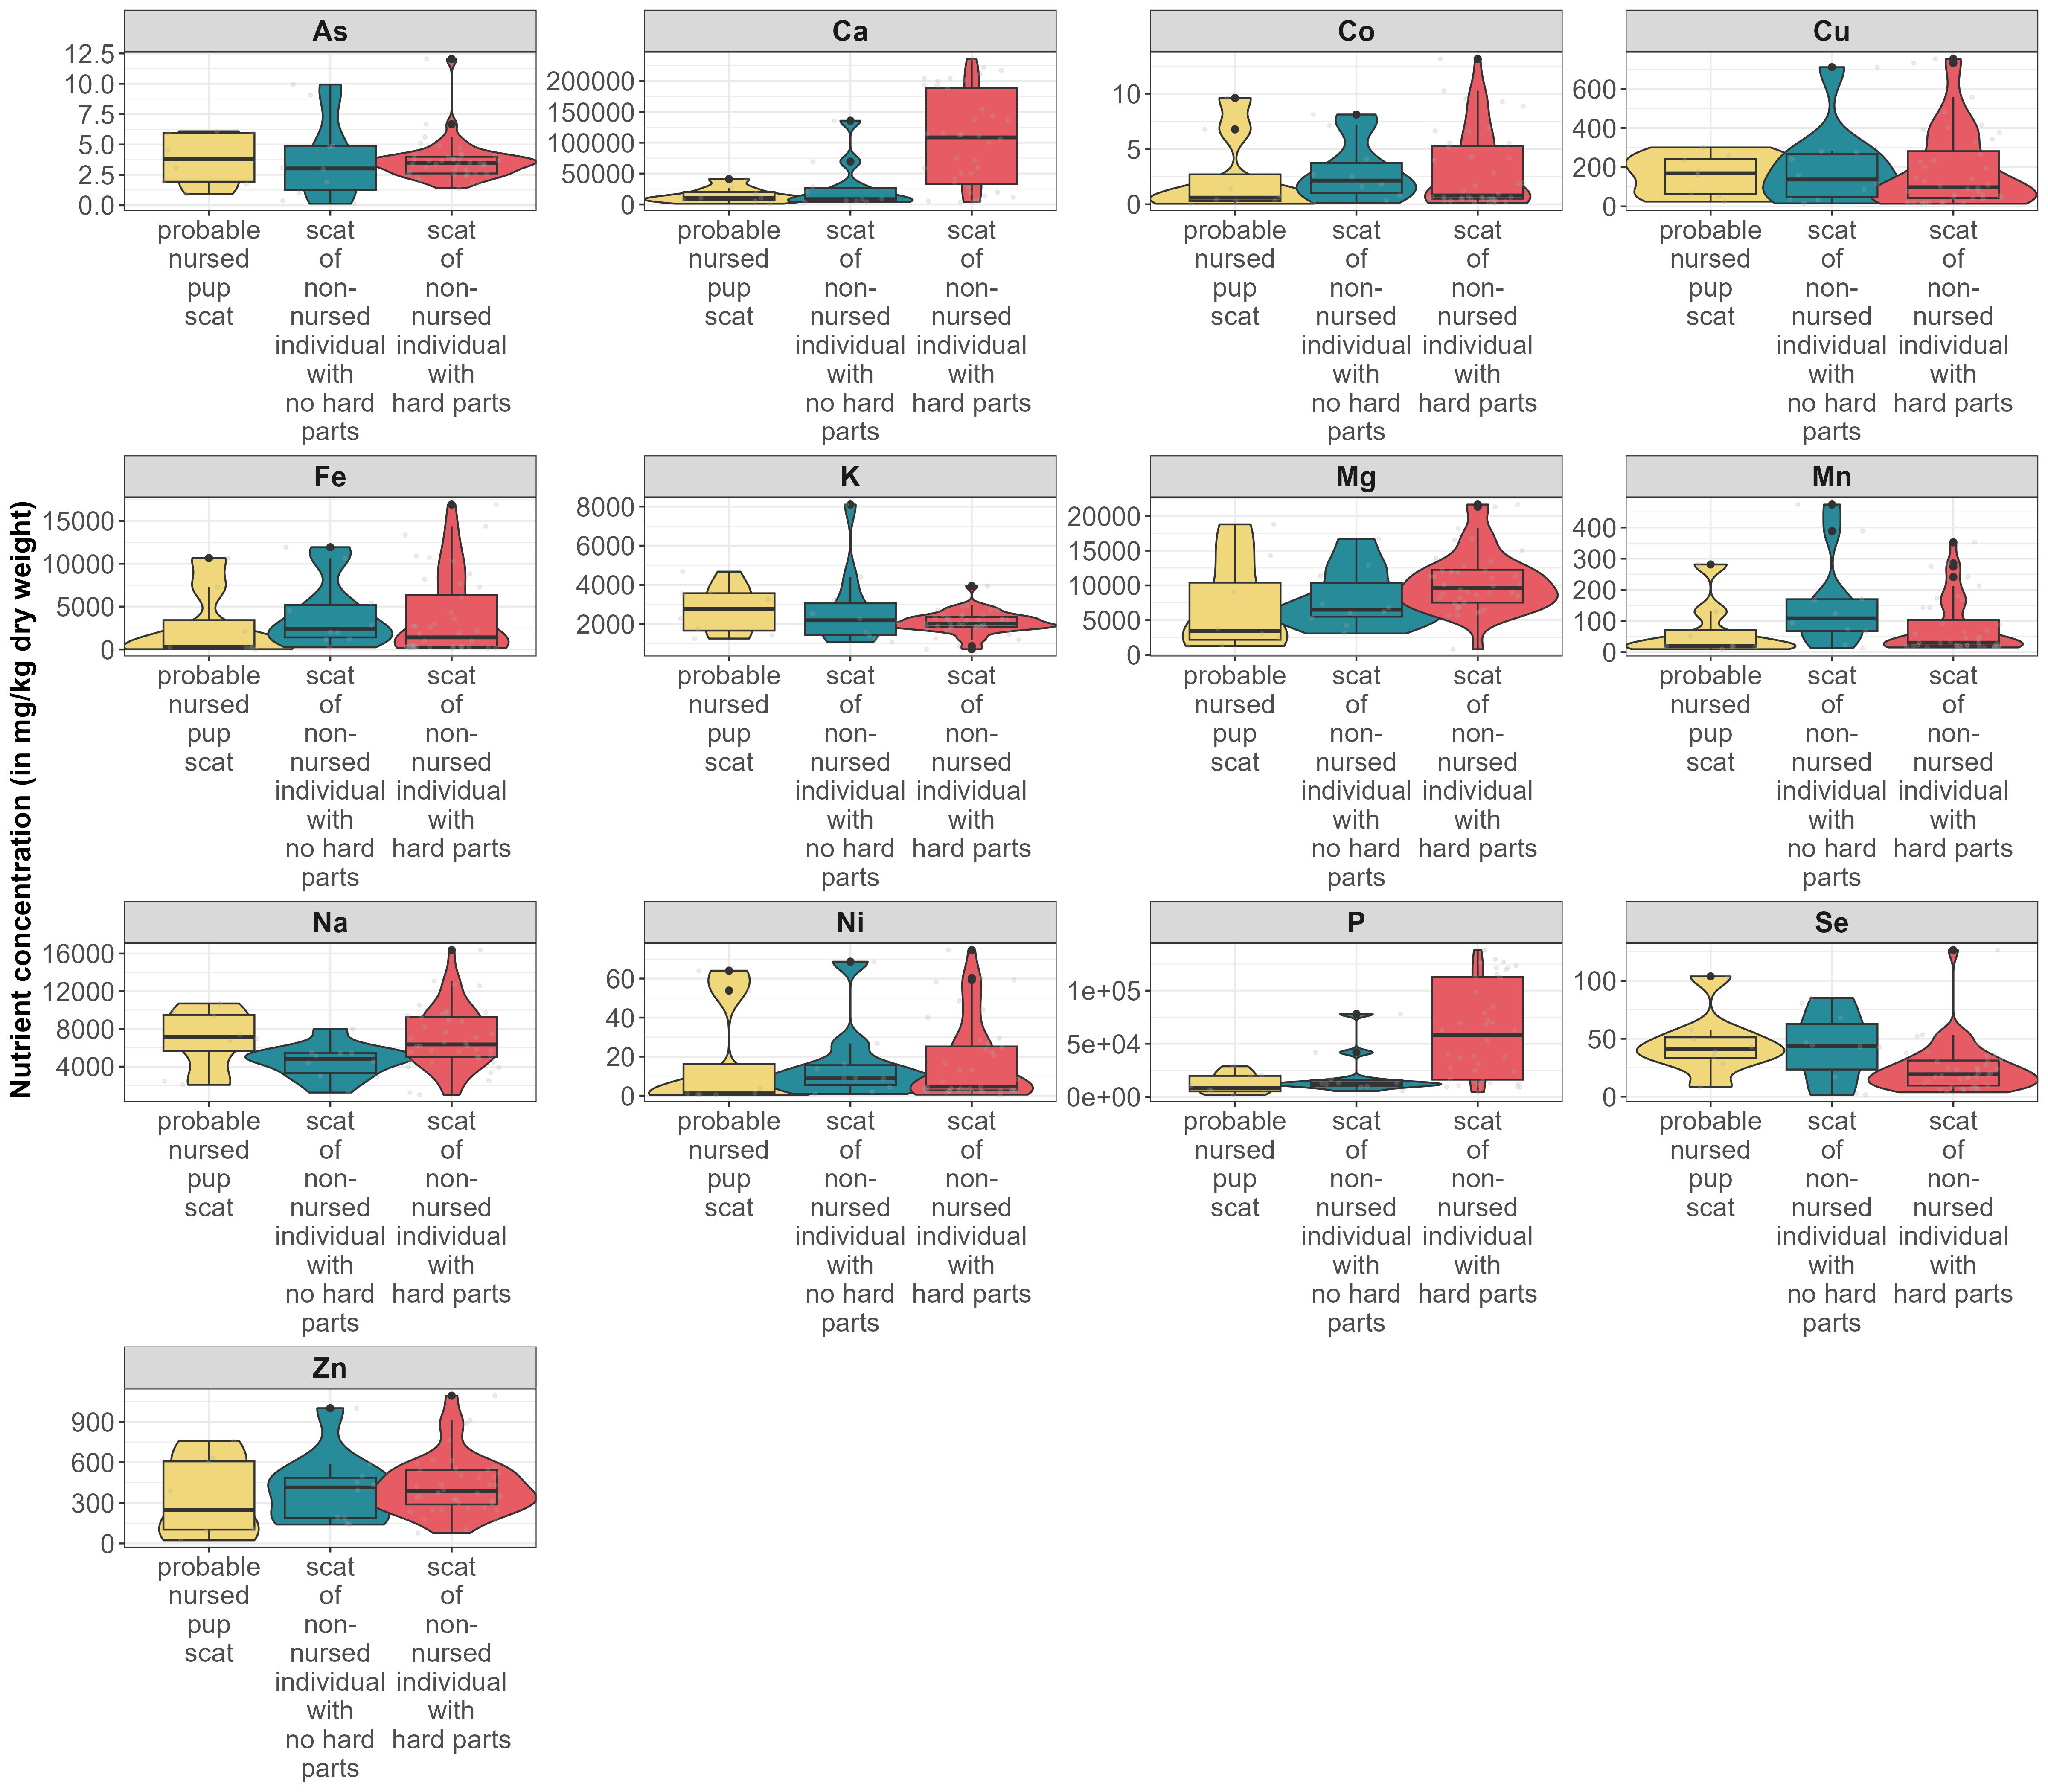 As
Ca
Co
Cu
12.5
10.0
7.5
5.0
2.5
0.0
200000
150000
100000
50000
0
10
5
0
600
400
200
0
probable
nursed
pup
scat
scat
of
non-
nursed
individual
with
no hard
parts
scat
of
non-
nursed
individual
with
hard parts
probable
nursed
pup
scat
scat
of
non-
nursed
individual
with
no hard
parts
scat
of
non-
nursed
individual
with
hard parts
probable
nursed
pup
scat
scat
of
non-
nursed
individual
with
no hard
parts
scat
of
non-
nursed
individual
with
hard parts
probable
nursed
pup
scat
scat
of
non-
nursed
individual
with
no hard
parts
scat
of
non-
nursed
individual
with
hard parts
Nutrient concentration (in mg/kg dry weight)
Fe
K
Mg
Mn
15000
10000
5000
0
8000
6000
4000
2000
20000
15000
10000
5000
0
400
300
200
100
0
probable
nursed
pup
scat
scat
of
non-
nursed
individual
with
no hard
parts
scat
of
non-
nursed
individual
with
hard parts
probable
nursed
pup
scat
scat
of
non-
nursed
individual
with
no hard
parts
scat
of
non-
nursed
individual
with
hard parts
probable
nursed
pup
scat
scat
of
non-
nursed
individual
with
no hard
parts
scat
of
non-
nursed
individual
with
hard parts
probable
nursed
pup
scat
scat
of
non-
nursed
individual
with
no hard
parts
scat
of
non-
nursed
individual
with
hard parts
Na
Ni
P
Se
16000
12000
8000
4000
60
40
20
0
1e+05
5e+04
0e+00
100
50
0
probable
nursed
pup
scat
scat
of
non-
nursed
individual
with
no hard
parts
scat
of
non-
nursed
individual
with
hard parts
probable
nursed
pup
scat
scat
of
non-
nursed
individual
with
no hard
parts
scat
of
non-
nursed
individual
with
hard parts
probable
nursed
pup
scat
scat
of
non-
nursed
individual
with
no hard
parts
scat
of
non-
nursed
individual
with
hard parts
probable
nursed
pup
scat
scat
of
non-
nursed
individual
with
no hard
parts
scat
of
non-
nursed
individual
with
hard parts
Zn
900
600
300
0
probable
nursed
pup
scat
scat
of
non-
nursed
individual
with
no hard
parts
scat
of
non-
nursed
individual
with
hard parts